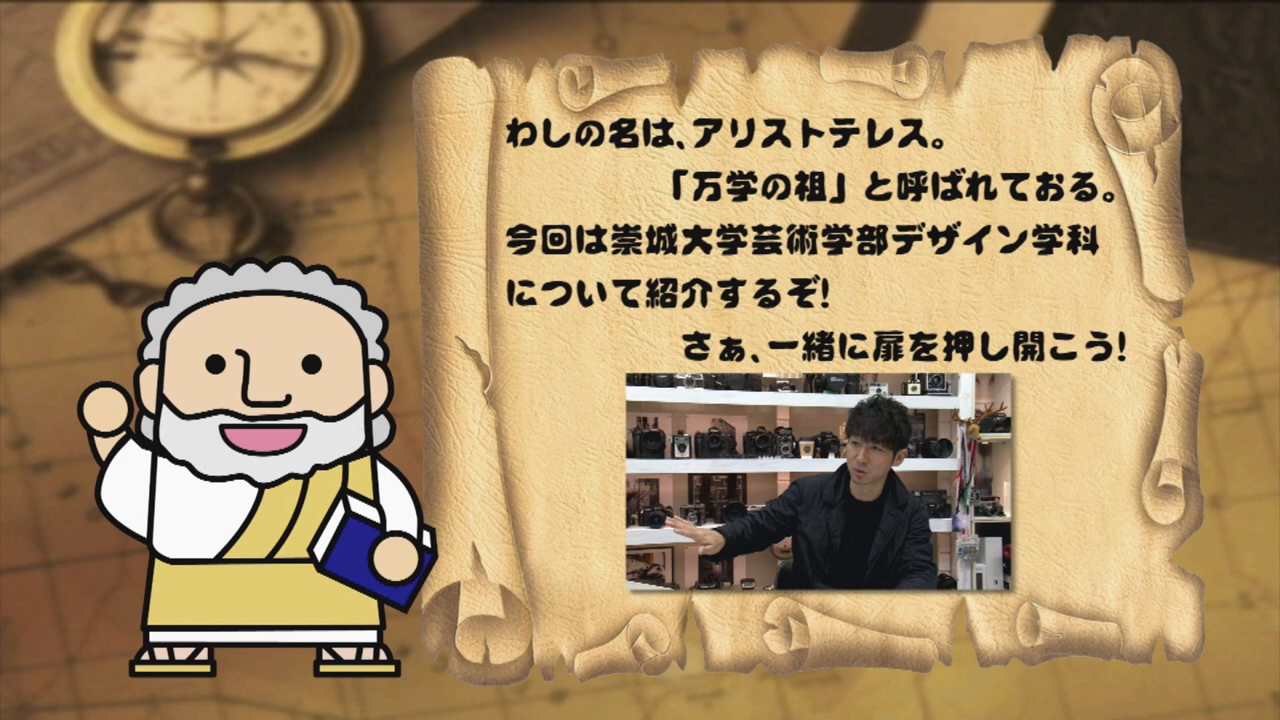 わしの名は、アリストテレス。
「万学の祖」と呼ばれておる。
今回は崇城大学芸術学部デザイン学科
について紹介するぞ!
さぁ、一緒に扉を押し開こう!